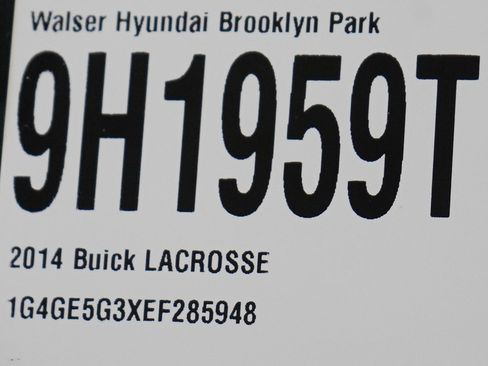 Walser Hyundai Brooklyn Park
9H1959T
2014 Buick LACROSSE
1G4GE5G3XEF285948